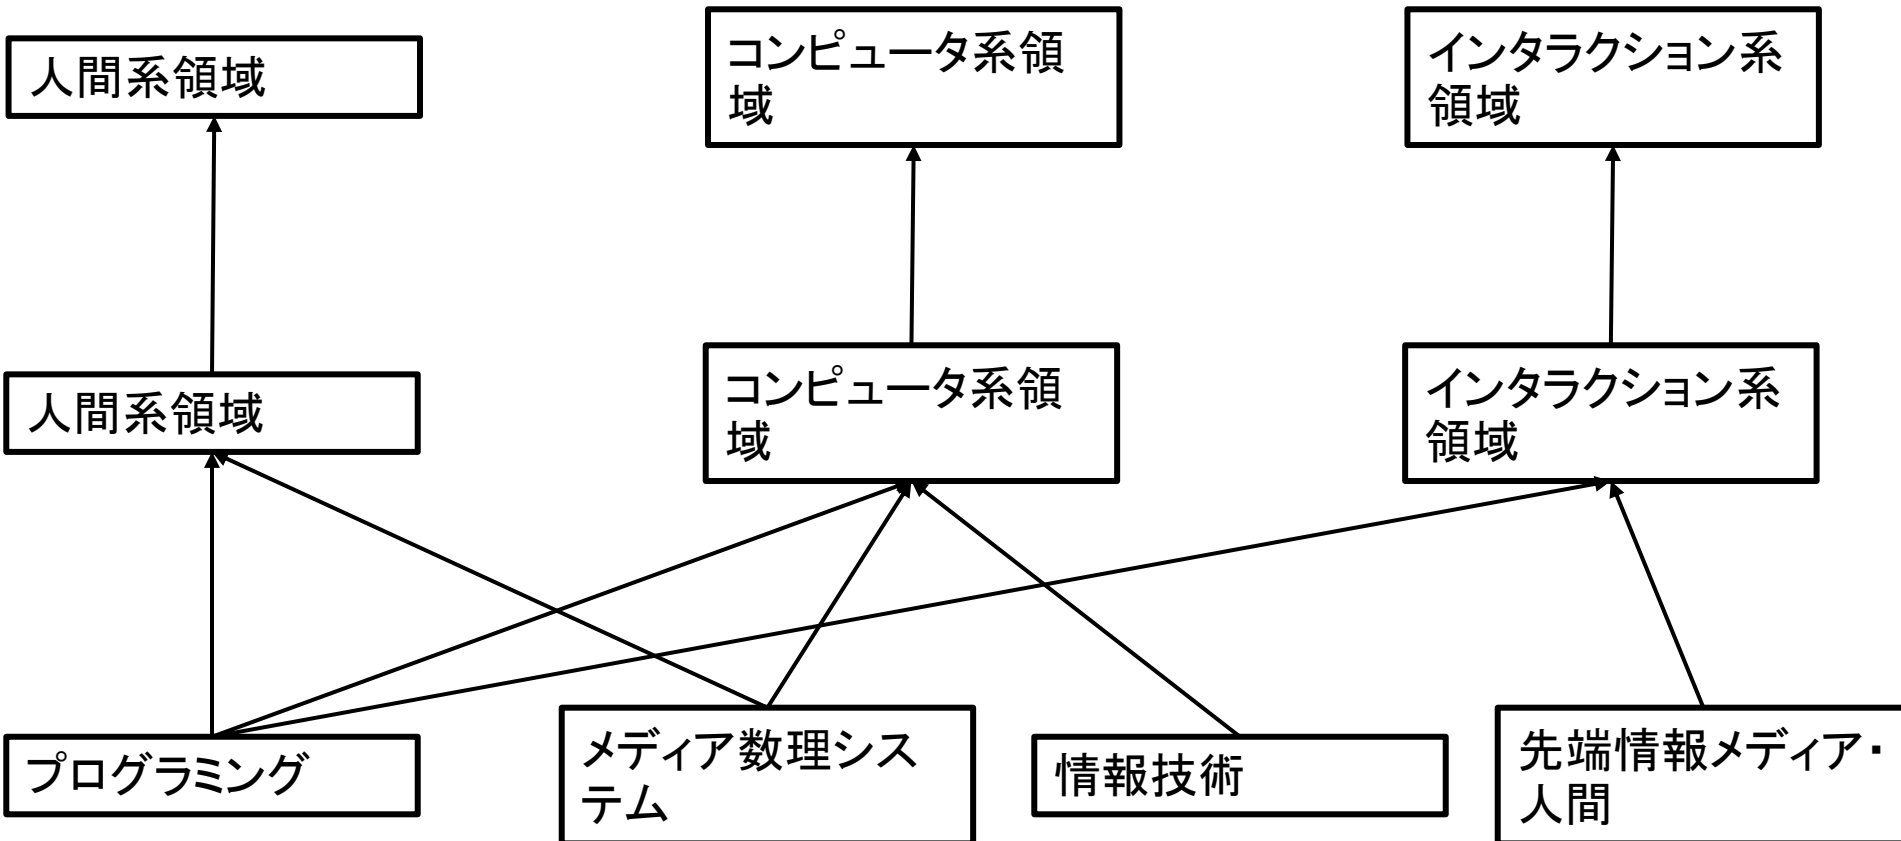 人間系領域
コンピュータ系領
域
インタラクション系
領域
人間系領域
コンピュータ系領
域
インタラクション系
領域
プログラミング
メディア数理シス
テム
情報技術
先端情報メディア・
人間